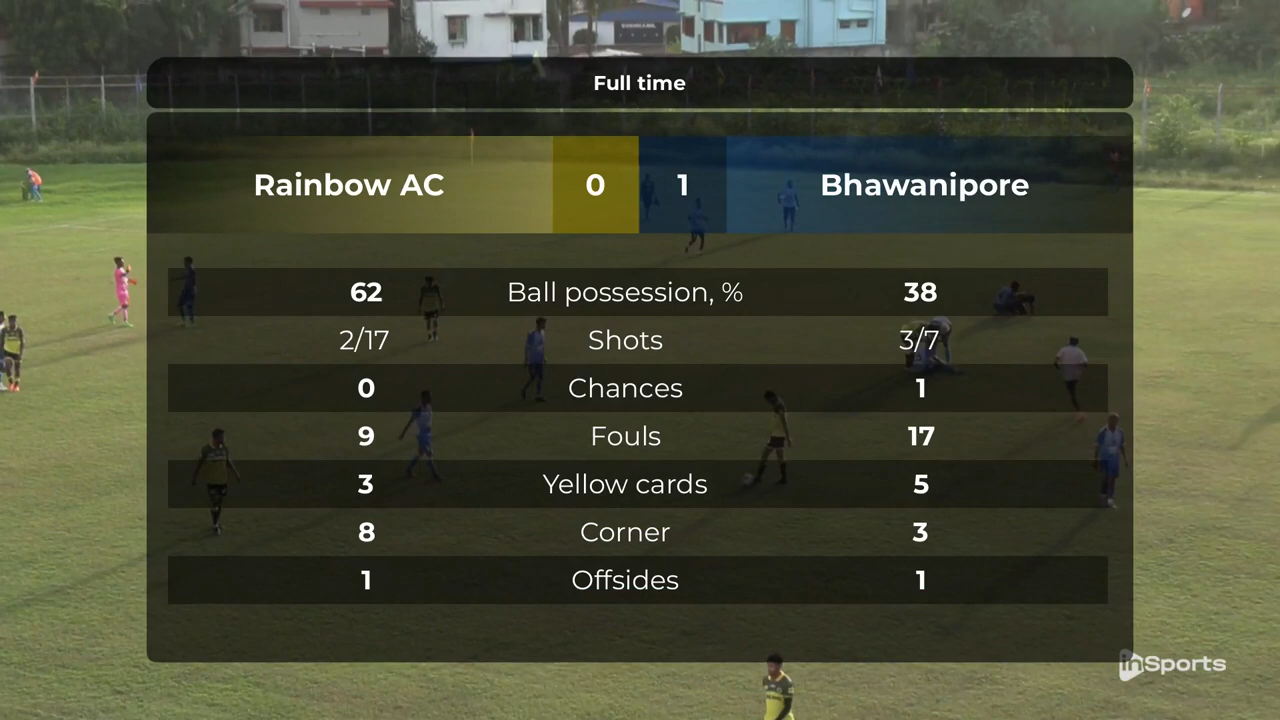 Full time
Rainbow AC 0 1 Bhawanipore
62 Ball possession, % 38
2/17 Shots 3/7
0 Chances 1
9 Fouls 17
3 Yellow cards 5
8 Corner 3
1 Offsides 1
inSports